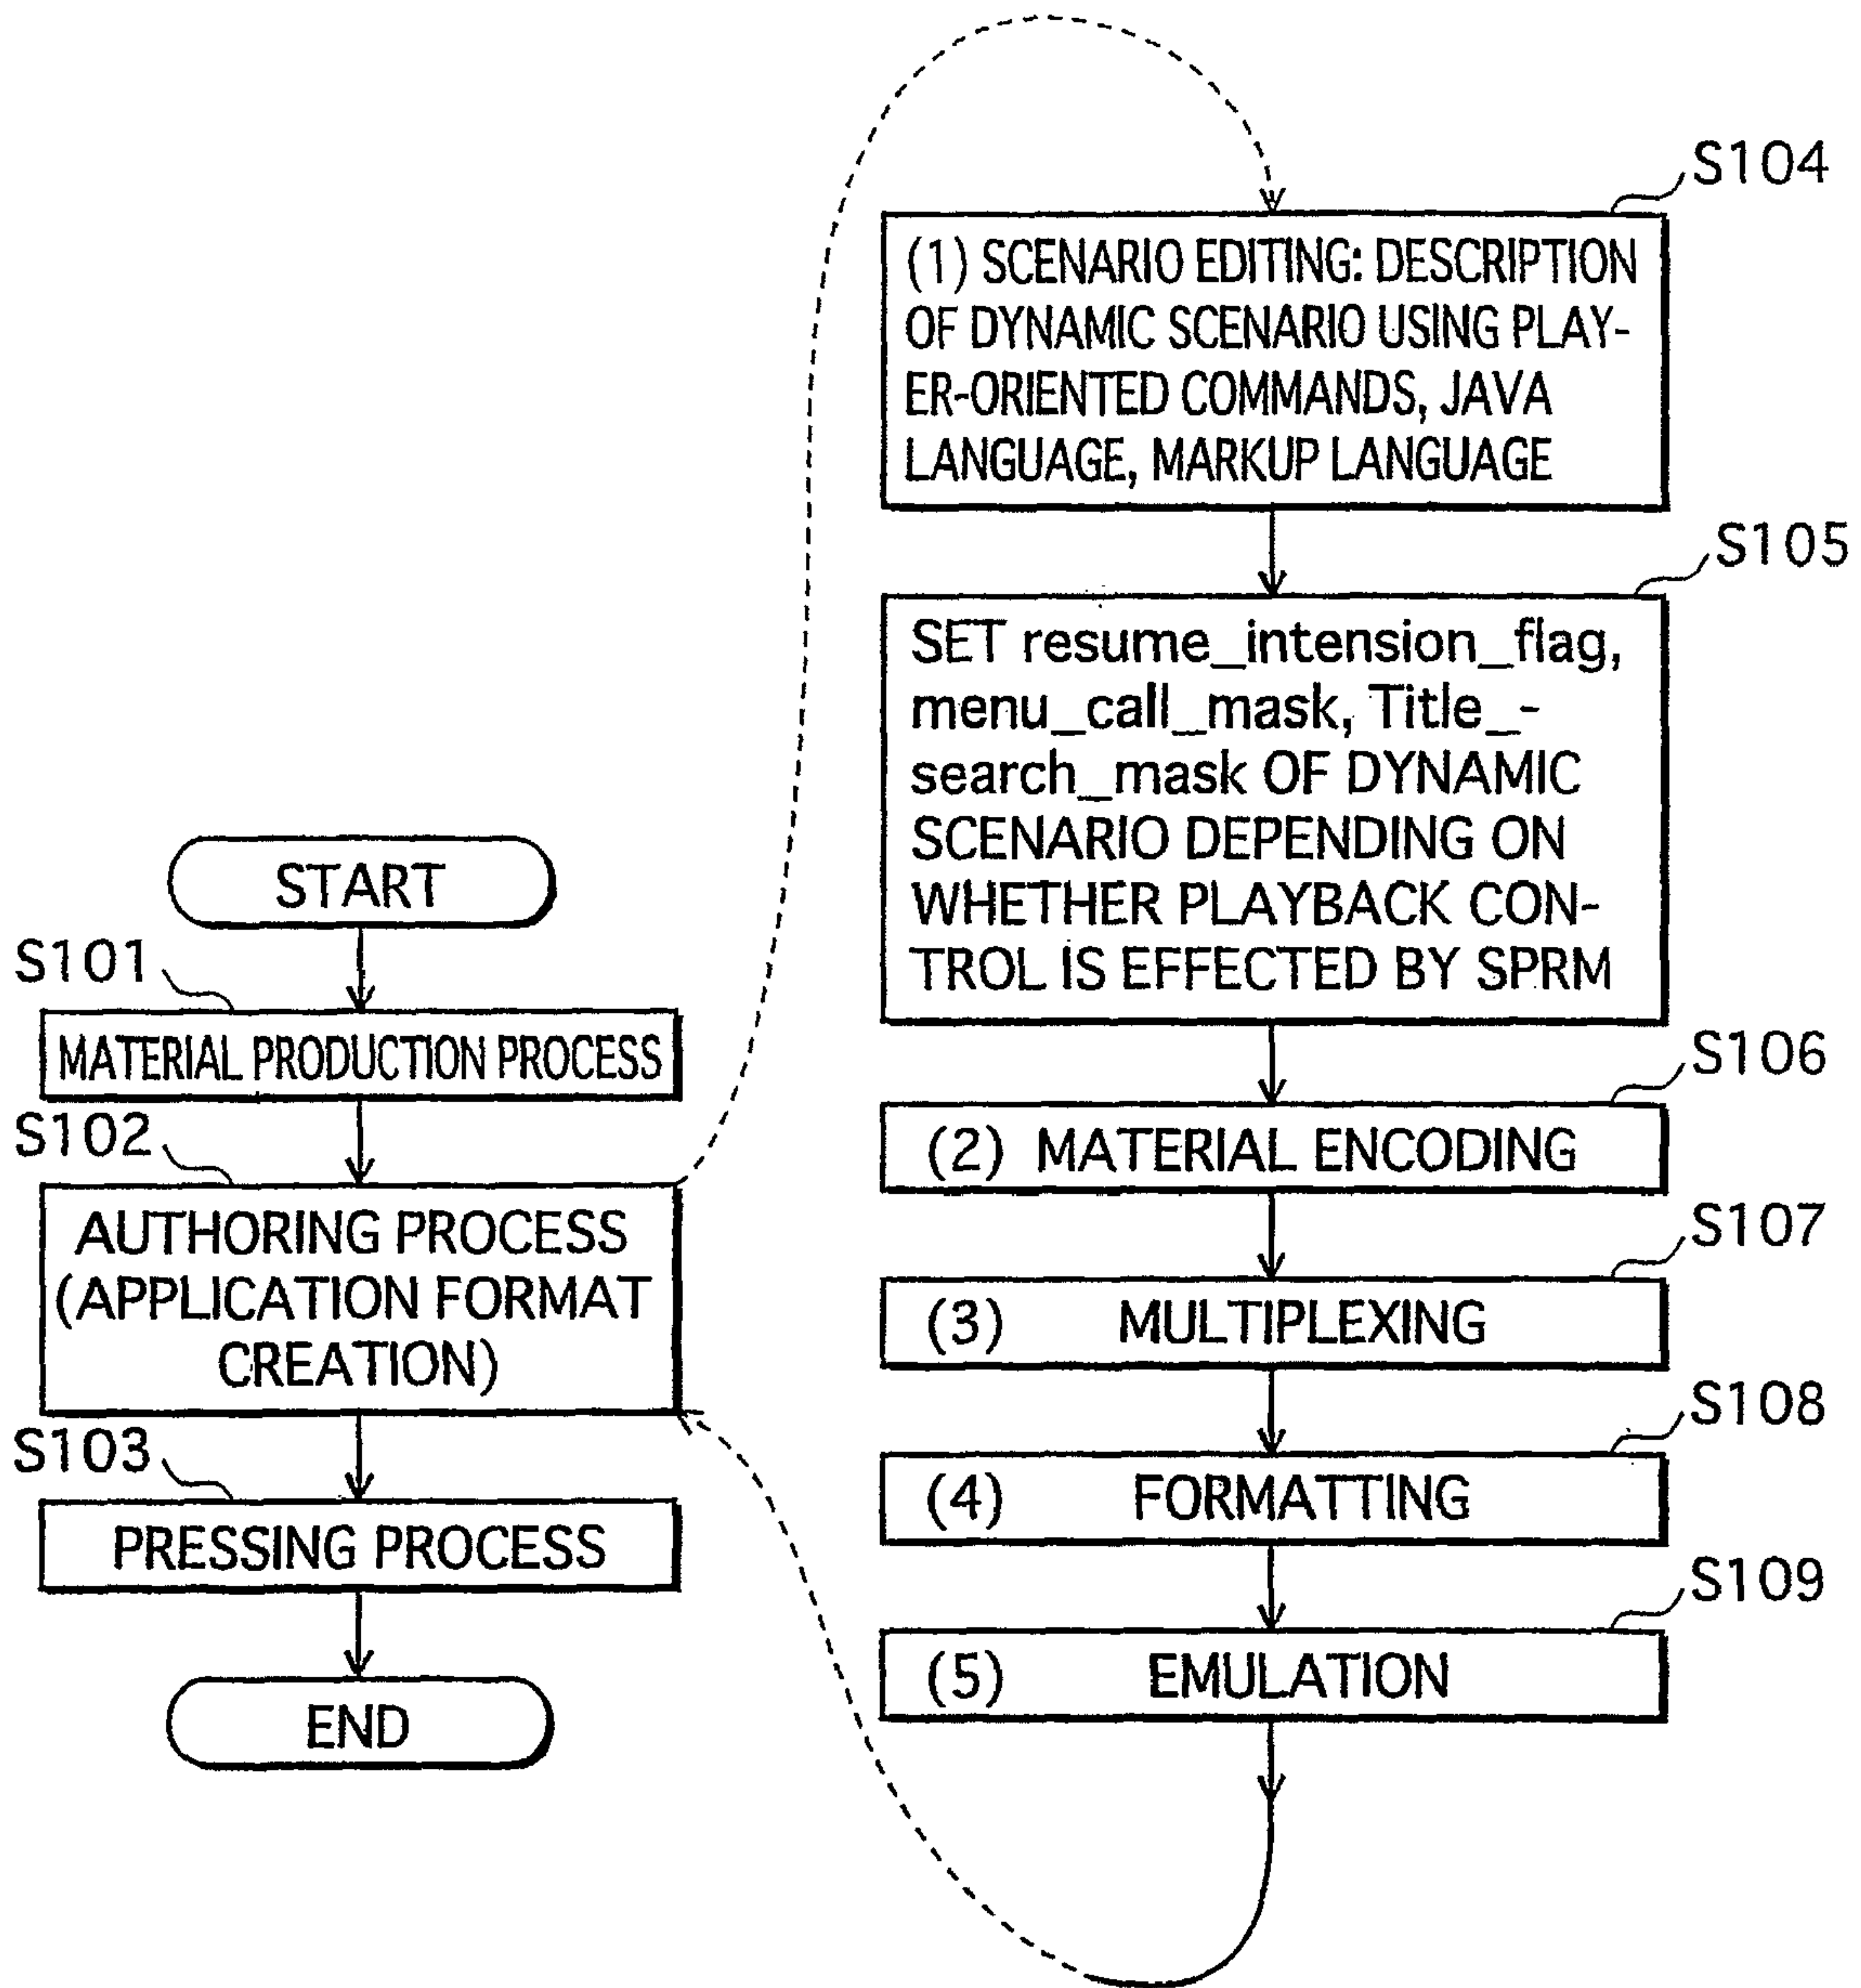 START
S101
MATERIAL PRODUCTION PROCESS
S102
AUTHORING PROCESS
(APPLICATION FORMAT
CREATION)
S103
PRESSING PROCESS
END
S104
(1) SCENARIO EDITING: DESCRIPTION
OF DYNAMIC SCENARIO USING PLAY-
ER-ORIENTED COMMANDS, JAVA
LANGUAGE, MARKUP LANGUAGE
S105
SET resume_intension_flag,
menu_call_mask, Title_-
search_mask OF DYNAMIC
SCENARIO DEPENDING ON
WHETHER PLAYBACK CON-
TROL IS EFFECTED BY SPRM
S106
(2) MATERIAL ENCODING
S107
(3) MULTIPLEXING
S108
(4) FORMATTING
S109
(5) EMULATION